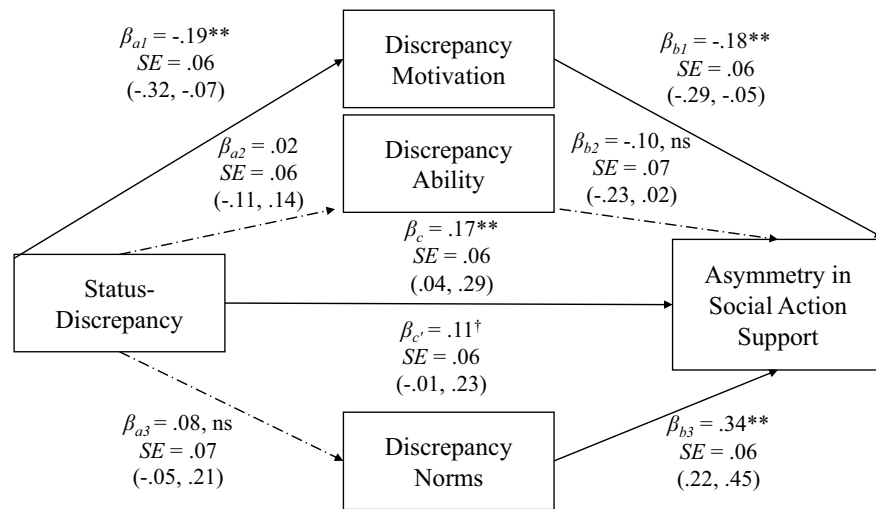 β_a1 = -.19**
SE = .06
(-.32, -.07)
Discrepancy
Motivation
β_b1 = -.18**
SE = .06
(-.29, -.05)
β_a2 = .02
SE = .06
(-.11, .14)
Discrepancy
Ability
β_b2 = -.10, ns
SE = .07
(-.23, .02)
β_c = .17**
SE = .06
(.04, .29)
Status-
Discrepancy
Asymmetry in
Social Action
Support
β_c' = .11†
SE = .06
(-.01, .23)
β_a3 = .08, ns
SE = .07
(-.05, .21)
Discrepancy
Norms
β_b3 = .34**
SE = .06
(.22, .45)